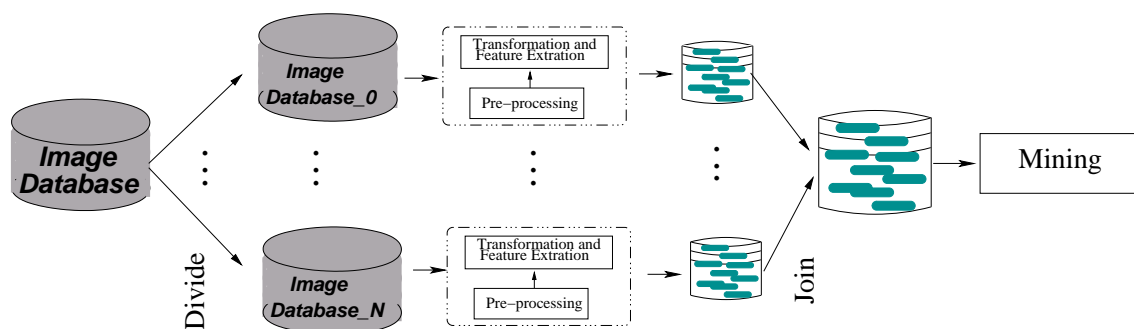 Image
Database
Divide
Image
Database_0
Transformation and
Feature Extration
Pre-processing
Image
Database_N
Transformation and
Feature Extration
Pre-processing
Join
Mining